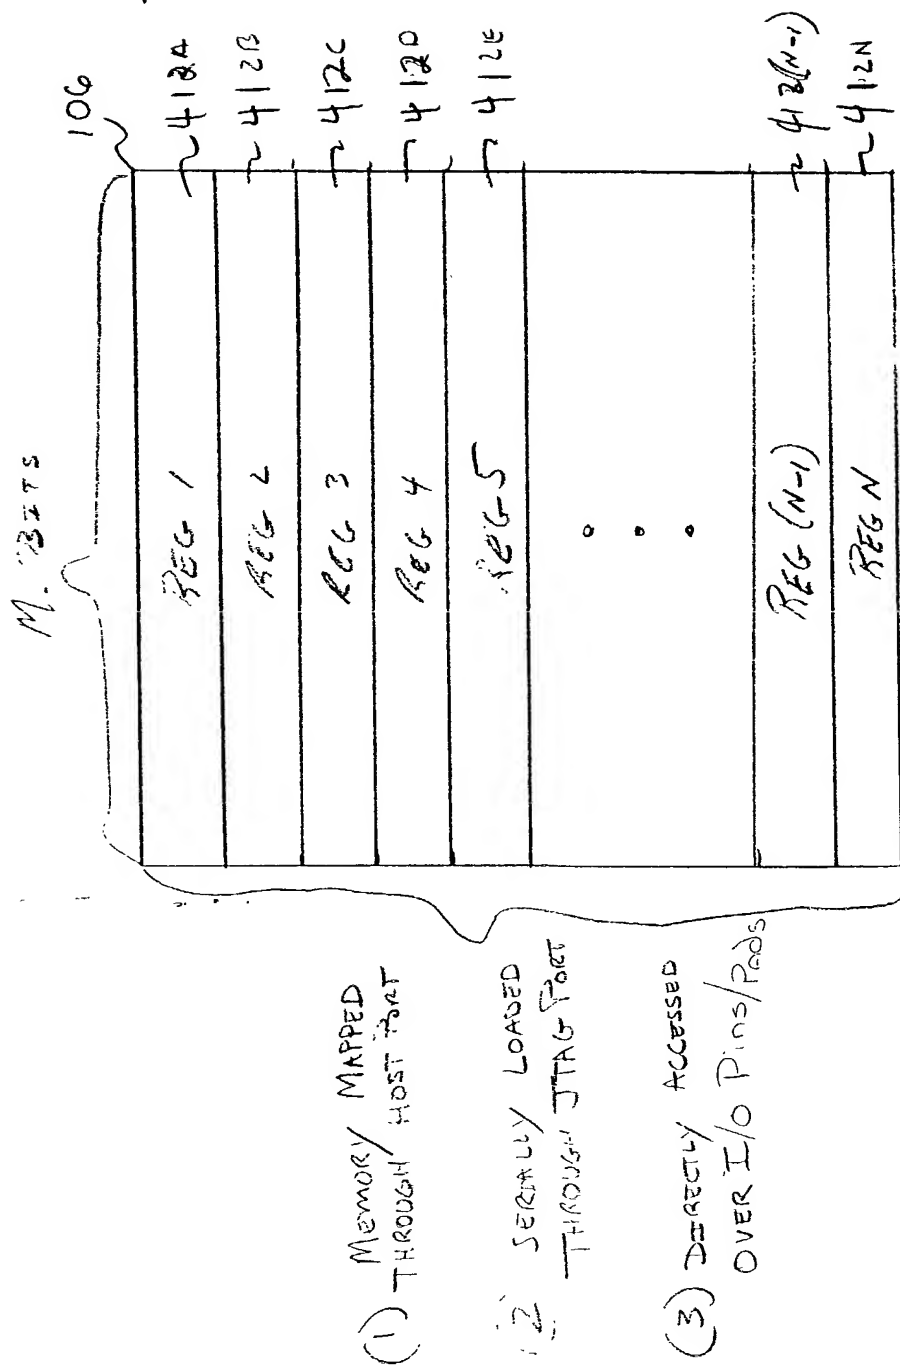 M. BITS
106
REG 1
412A
REG 2
412B
REG 3
412C
REG 4
412D
REG 5
412E
REG (N-1)
412(N-1)
REG N
412N
(1) MEMORY MAPPED
THROUGH HOST PORT
(2) SERIALLY LOADED
THROUGH JTAG PORT
(3) DIRECTLY ACCESSED
OVER I/O Pins/Pads